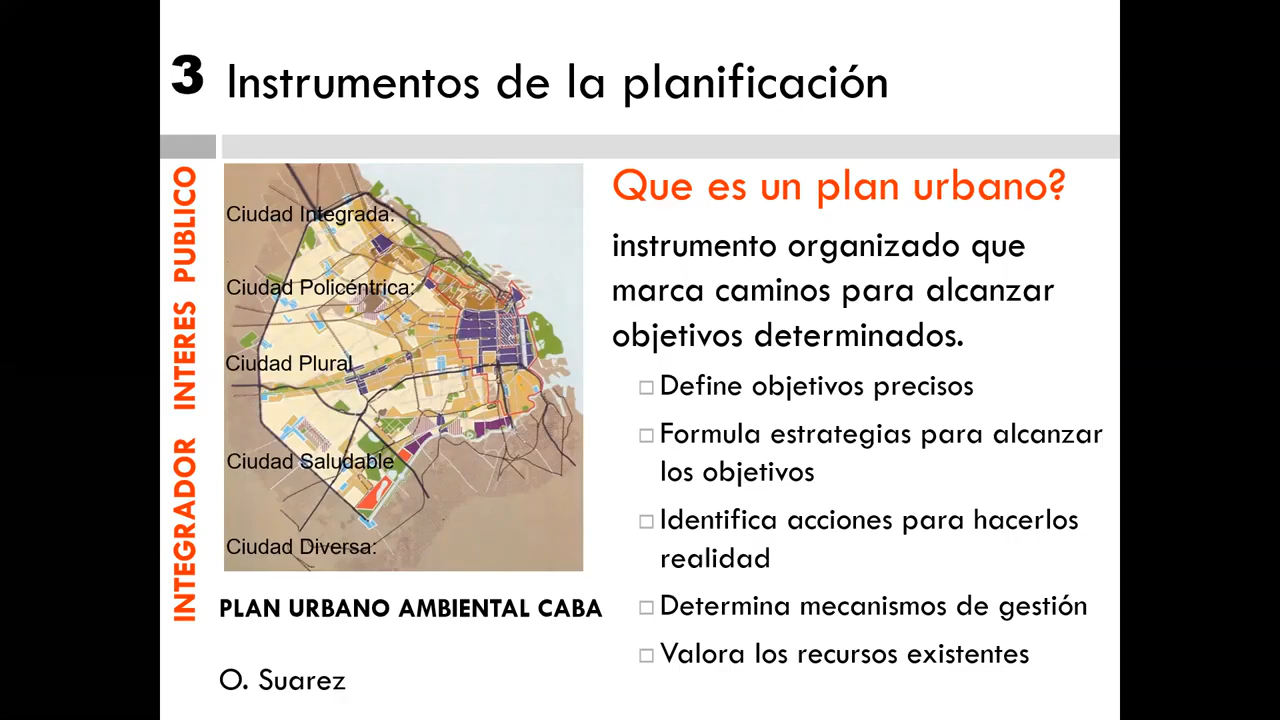 3 Instrumentos de la planificación
INTEGRADOR INTERES PUBLICO
Ciudad Integrada:
Ciudad Policéntrica:
Ciudad Plural
Ciudad Saludable
Ciudad Diversa:
PLAN URBANO AMBIENTAL CABA
O. Suarez
Que es un plan urbano?
instrumento organizado que
marca caminos para alcanzar
objetivos determinados.
Define objetivos precisos
Formula estrategias para alcanzar
los objetivos
Identifica acciones para hacerlos
realidad
Determina mecanismos de gestión
Valora los recursos existentes